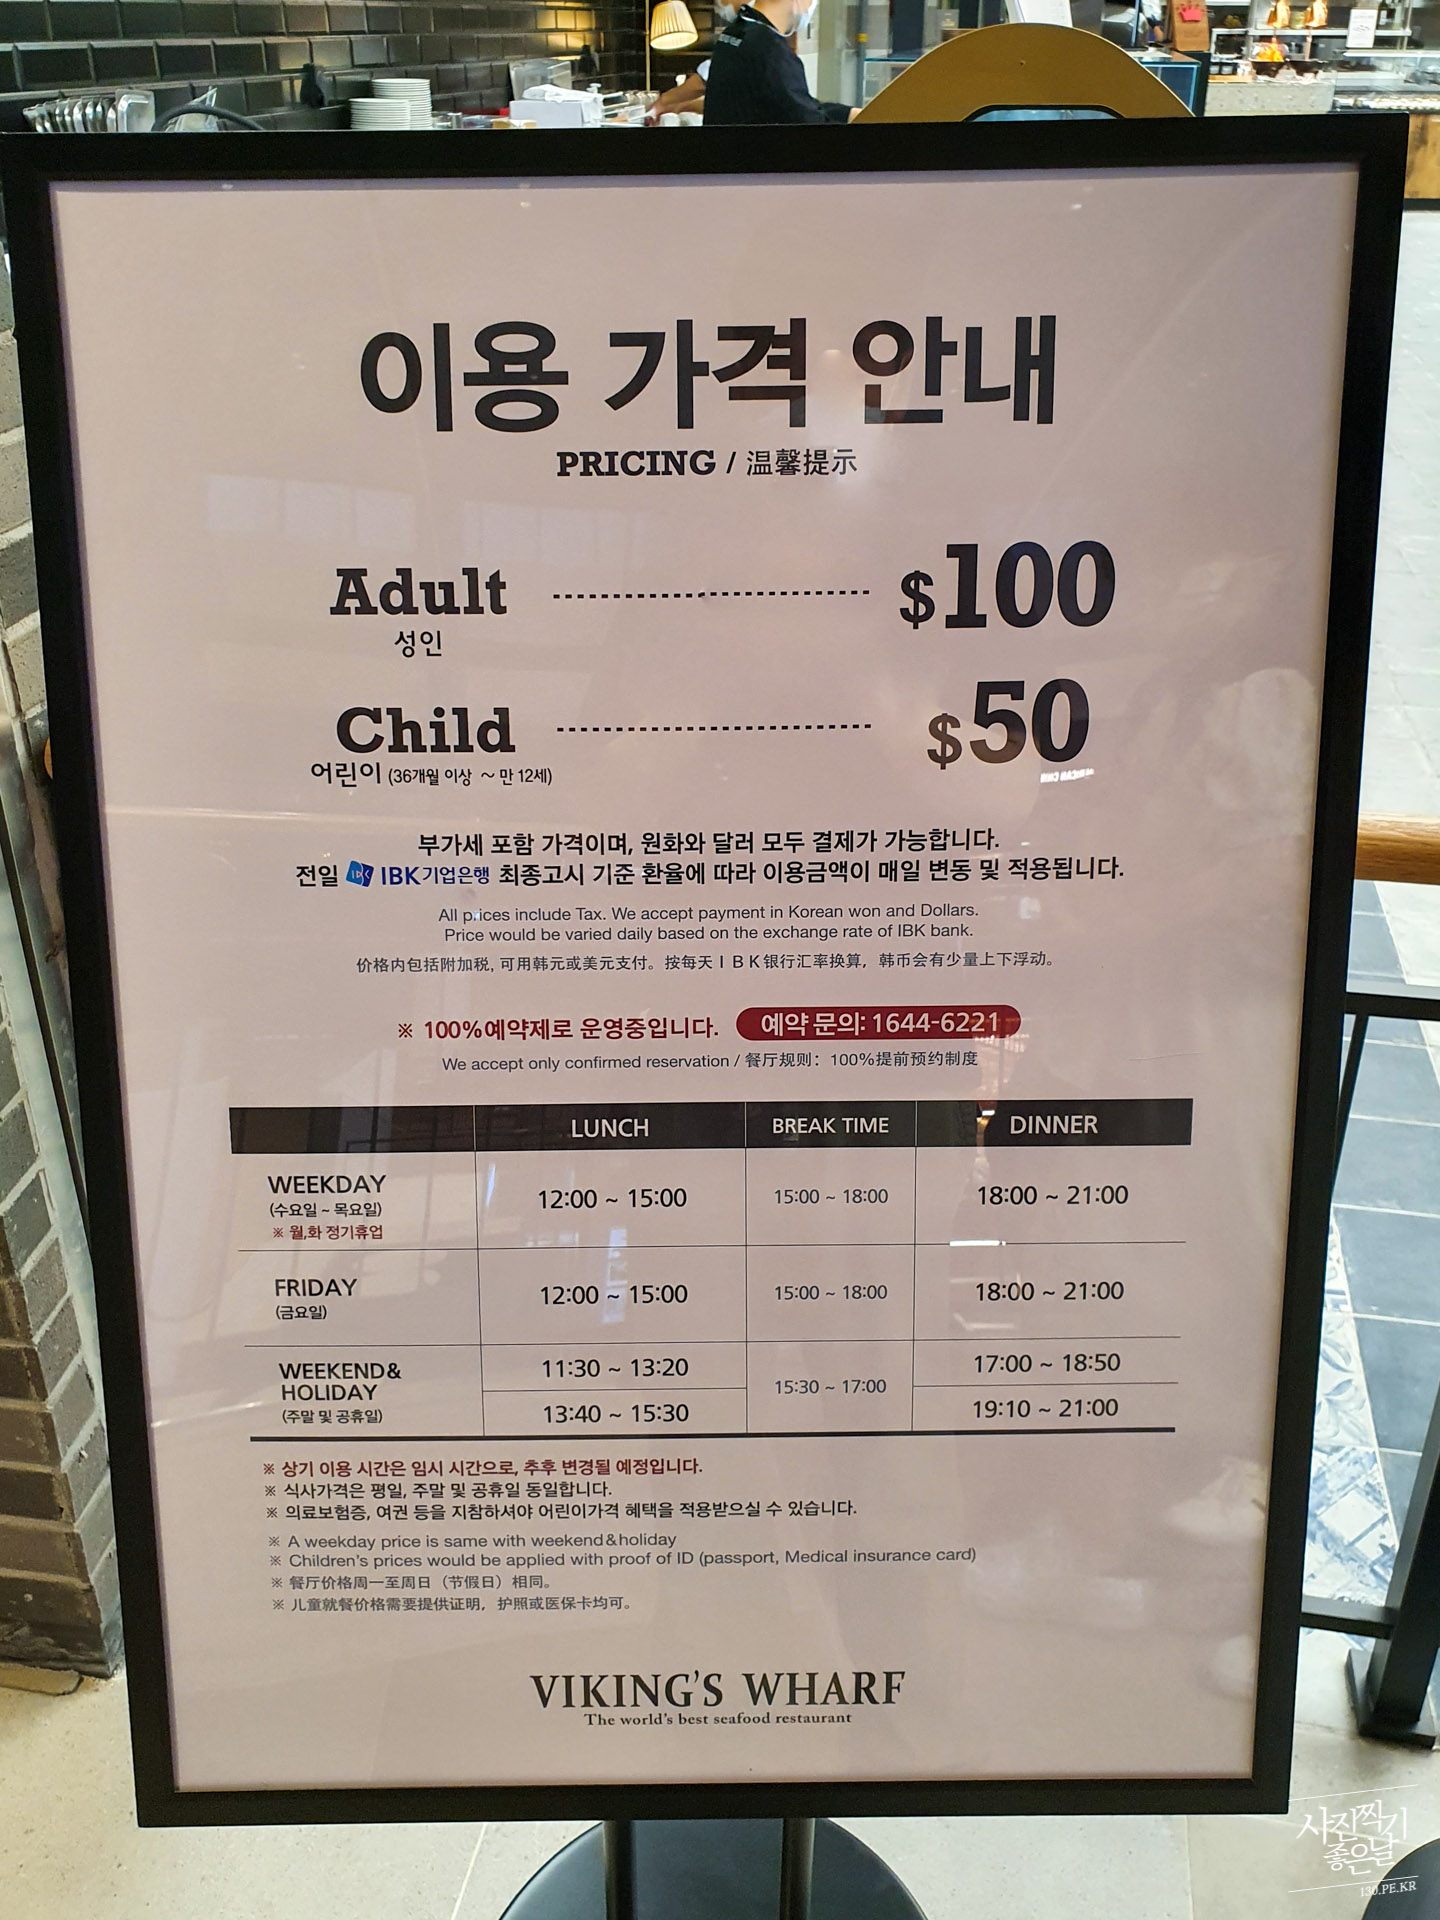 이용 가격 안내
PRICING / 温馨提示
Adult ---------------------------- $100
성인
Child ---------------------------- $50
어린이 (36개월 이상 ~ 만 12세)
부가세 포함 가격이며, 원화와 달러 모두 결제가 가능합니다.
전일 IBK기업은행 최종고시 기준 환율에 따라 이용금액이 매일 변동 및 적용됩니다.
All prices include Tax. We accept payment in Korean won and Dollars.
Price would be varied daily based on the exchange rate of IBK bank.
价格内包括附加税, 可用韩元或美元支付。按每天 I B K 银行汇率换算，韩币会有少量上下浮动。
※ 100%예약제로 운영중입니다. 예약 문의: 1644-6221
We accept only confirmed reservation / 餐厅规则：100%提前预约制度
LUNCH BREAK TIME DINNER
WEEKDAY
(수요일 ~ 목요일)
※ 월,화 정기휴업
12:00 ~ 15:00 15:00 ~ 18:00 18:00 ~ 21:00
FRIDAY
(금요일)
12:00 ~ 15:00 15:00 ~ 18:00 18:00 ~ 21:00
WEEKEND&
HOLIDAY
(주말 및 공휴일)
11:30 ~ 13:20 15:30 ~ 17:00 17:00 ~ 18:50
13:40 ~ 15:30 19:10 ~ 21:00
※ 상기 이용 시간은 임시 시간으로, 추후 변경될 예정입니다.
※ 식사가격은 평일, 주말 및 공휴일 동일합니다.
※ 의료보험증, 여권 등을 지참하셔야 어린이가격 혜택을 적용받으실 수 있습니다.
※ A weekday price is same with weekend&holiday
※ Children's prices would be applied with proof of ID (passport, Medical insurance card)
※ 餐厅价格周一至周日（节假日）相同。
※ 儿童就餐价格需要提供证明，护照或医保卡均可。
VIKING'S WHARF
The world's best seafood restaurant
사진찍기
좋은날
130.PE.KR